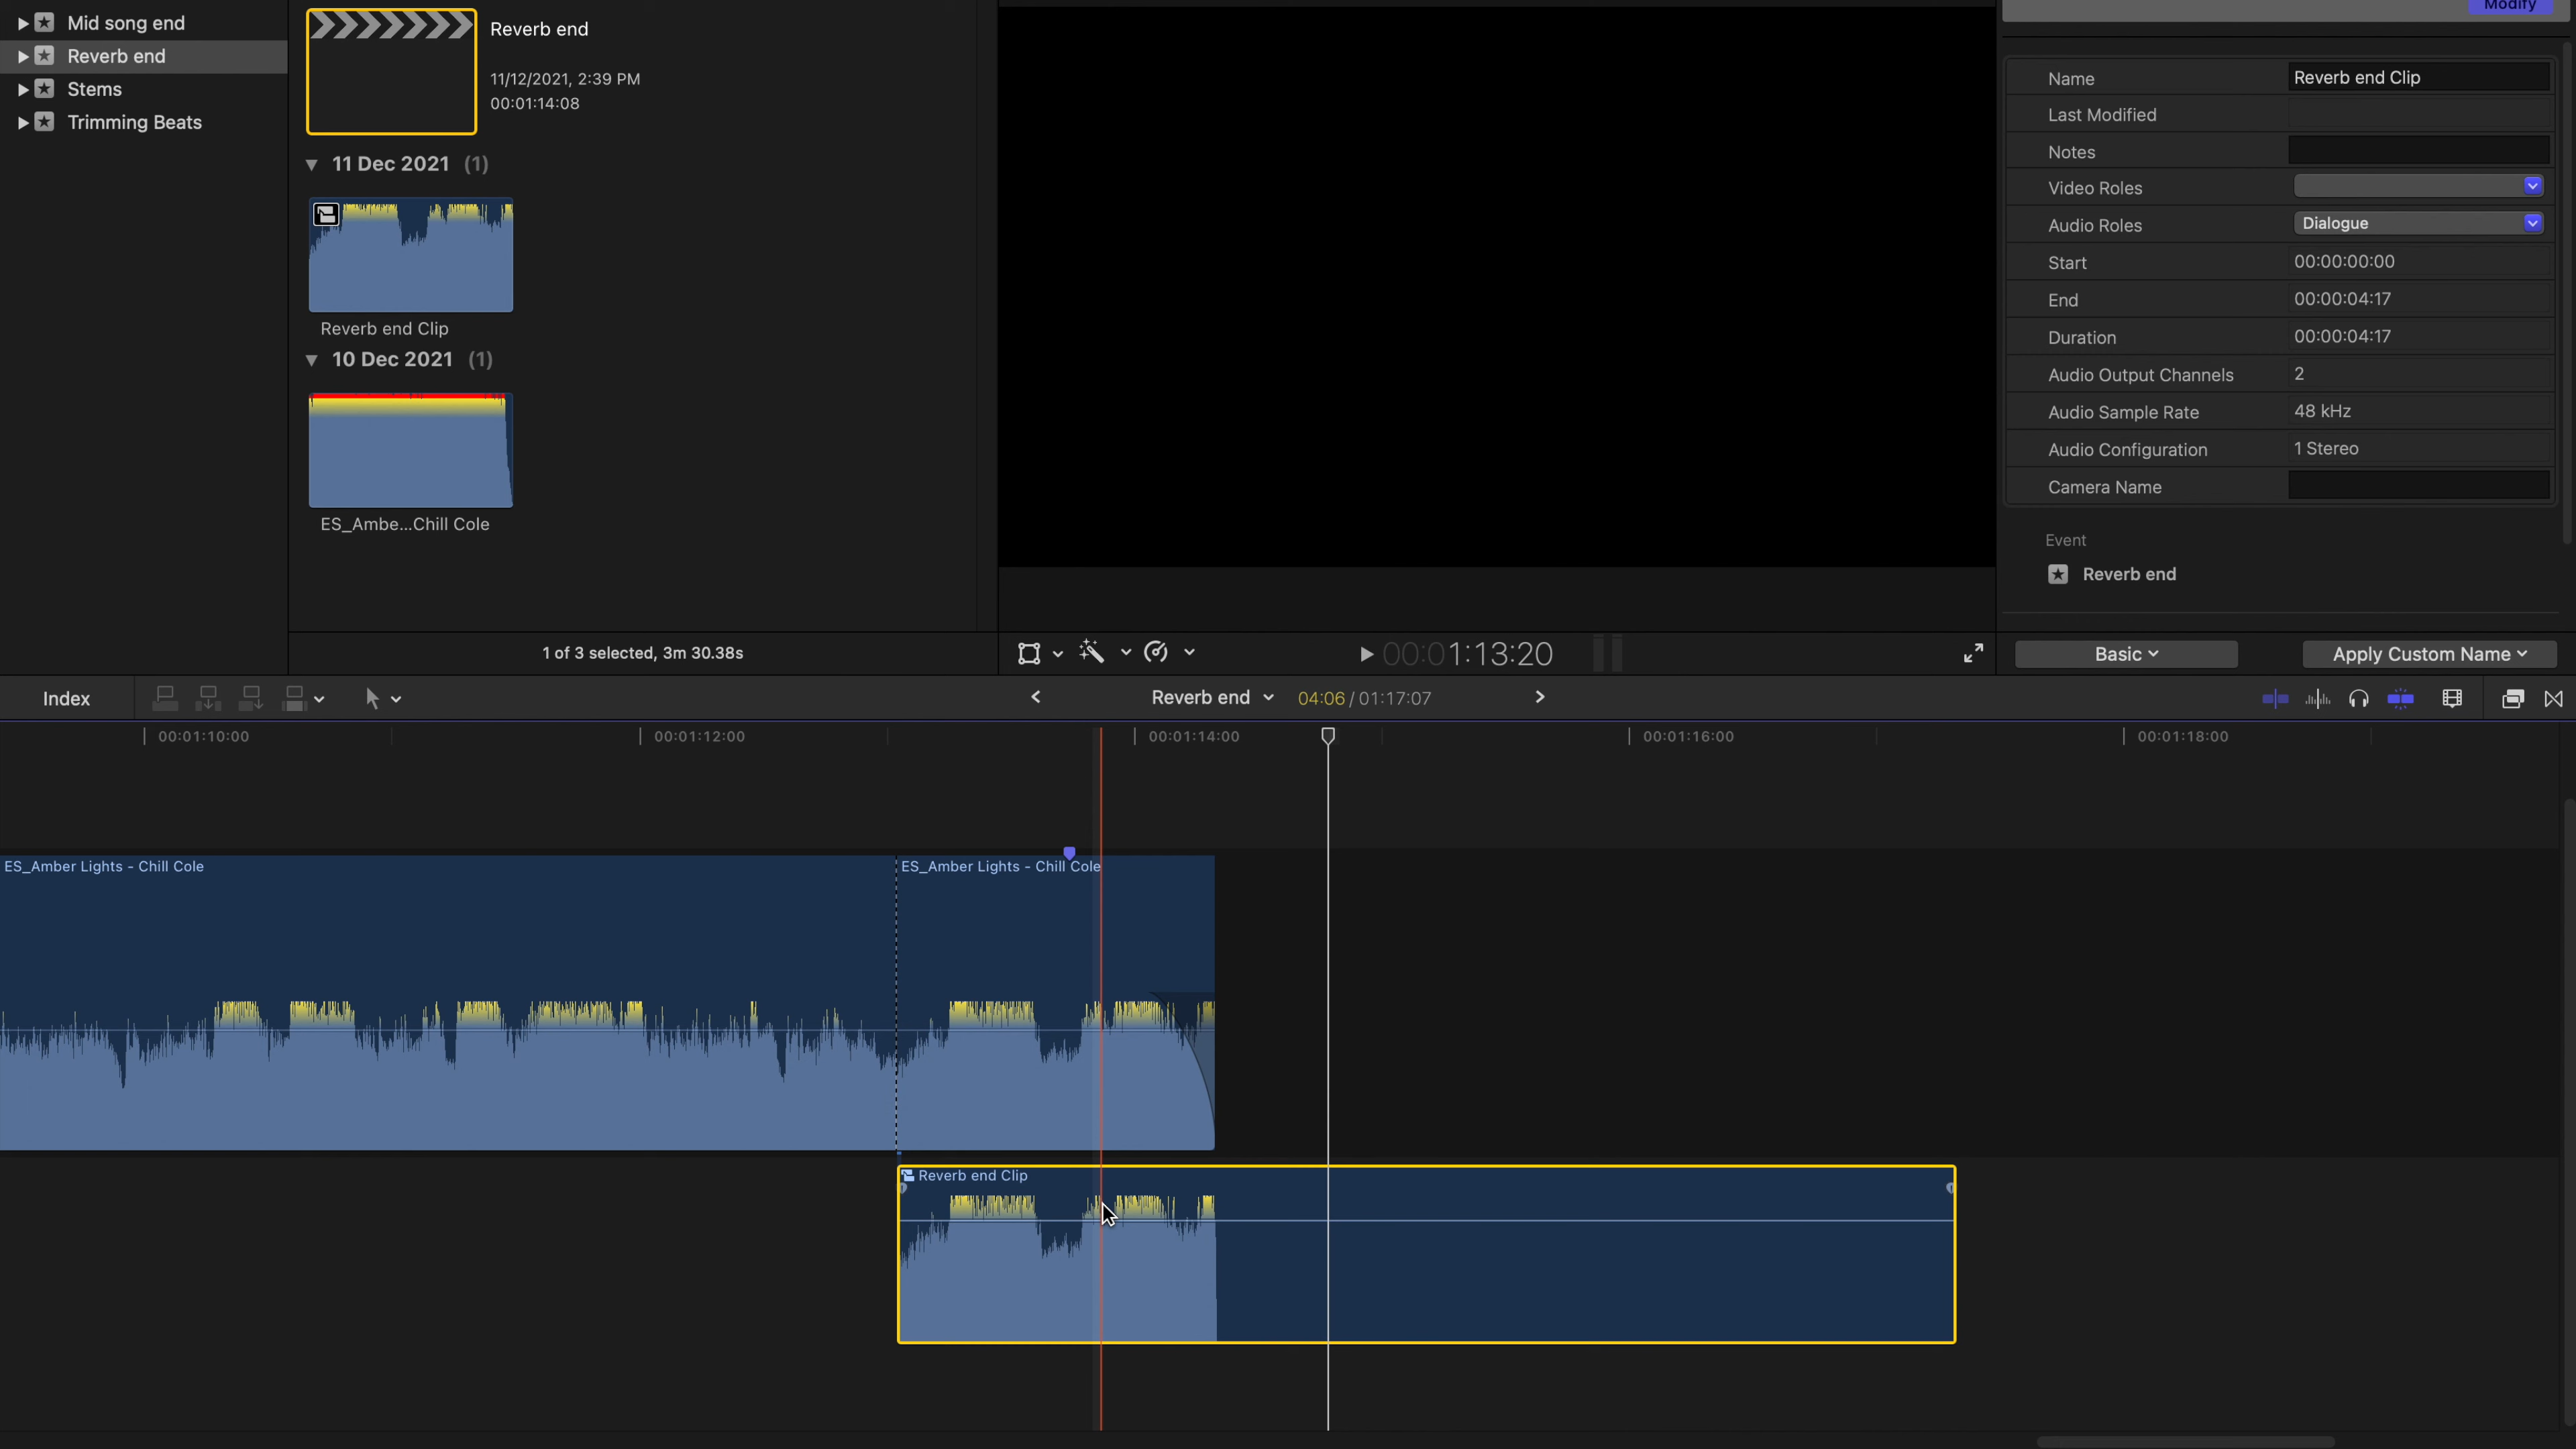 Mid song end
Reverb end
Stems
Trimming Beats
Reverb end
11/12/2021, 2:39 PM
00:01:14:08
11 Dec 2021 (1)
Reverb end Clip
10 Dec 2021 (1)
ES_Ambe...Chill Cole
1 of 3 selected, 3m 30.38s
00:01:13:20
Modify
Name Reverb end Clip
Last Modified
Notes
Video Roles
Audio Roles Dialogue
Start 00:00:00:00
End 00:00:04:17
Duration 00:00:04:17
Audio Output Channels 2
Audio Sample Rate 48 kHz
Audio Configuration 1 Stereo
Camera Name
Event
Reverb end
Basic
Apply Custom Name
Index
Reverb end 04:06 / 01:17:07
00:01:10:00 00:01:12:00 00:01:14:00 00:01:16:00 00:01:18:00
ES_Amber Lights - Chill Cole ES_Amber Lights - Chill Cole
Reverb end Clip